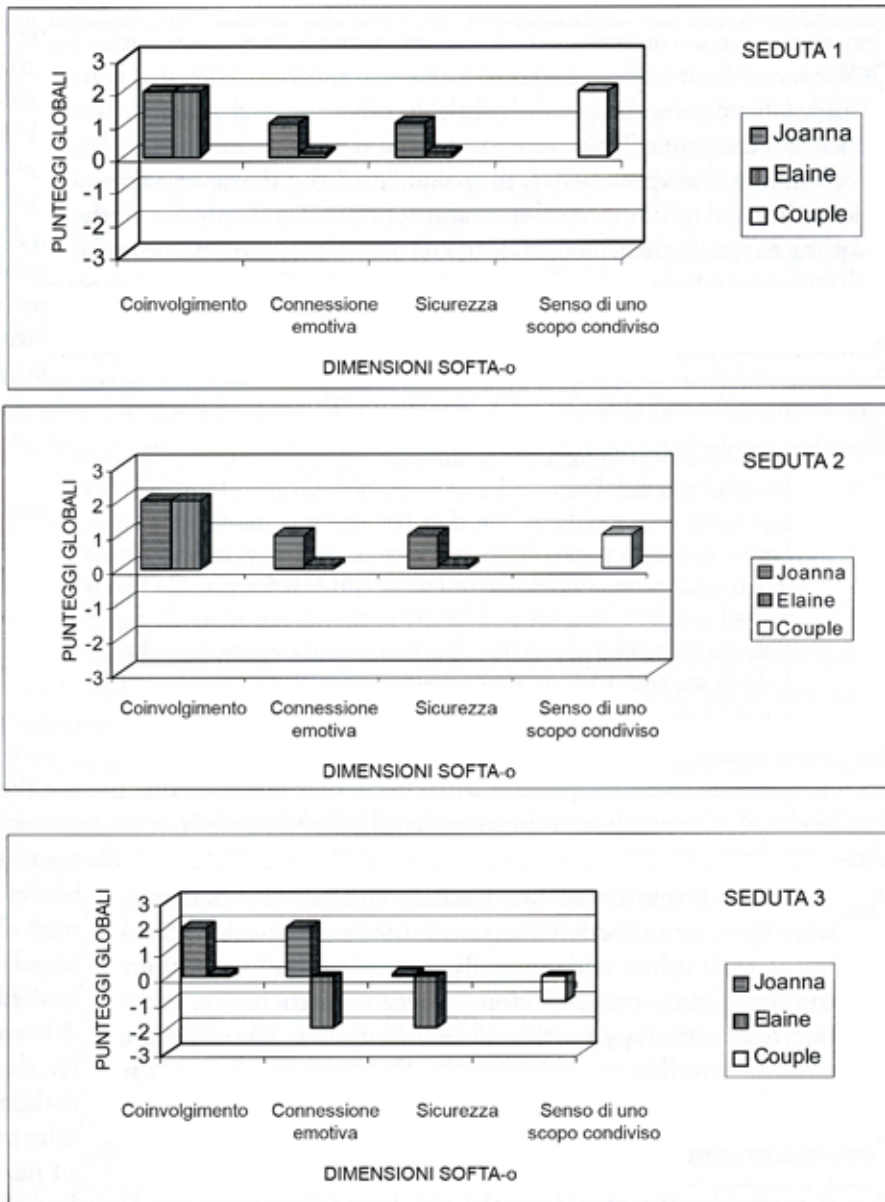 SEDUTA 1
PUNTEGGI GLOBALI
3
2
1
0
-1
-2
-3
Joanna
Elaine
Couple
Coinvolgimento
Connessione
emotiva
Sicurezza
Senso di uno
scopo condiviso
DIMENSIONI SOFTA-o
SEDUTA 2
PUNTEGGI GLOBALI
3
2
1
0
-1
-2
-3
Joanna
Elaine
Couple
Coinvolgimento
Connessione
emotiva
Sicurezza
Senso di uno
scopo condiviso
DIMENSIONI SOFTA-o
SEDUTA 3
PUNTEGGI GLOBALI
3
2
1
0
-1
-2
-3
Joanna
Elaine
Couple
Coinvolgimento
Connessione
emotiva
Sicurezza
Senso di uno
scopo condiviso
DIMENSIONI SOFTA-o